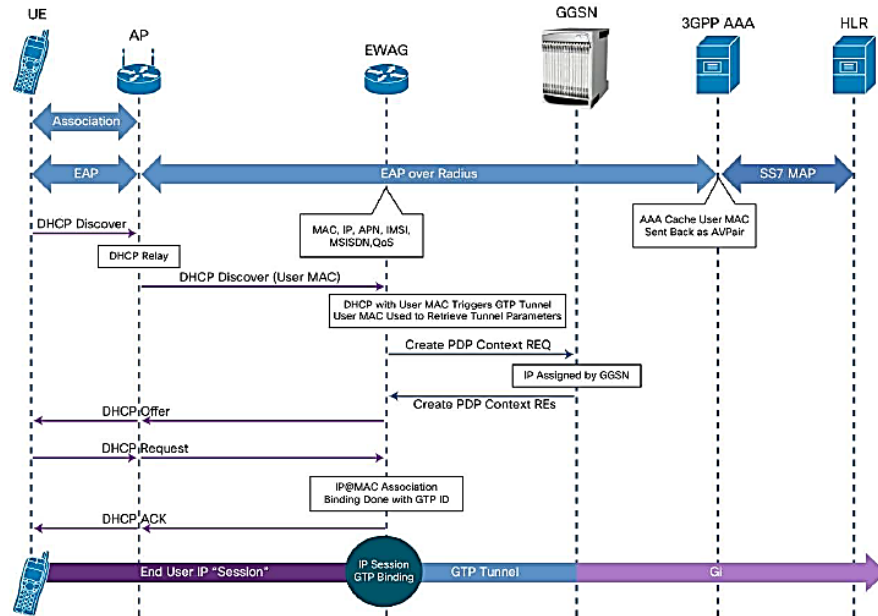 UE
AP
EWAG
GGSN
3GPP AAA
HLR
Association
EAP
EAP over Radius
SS7 MAP
DHCP Discover
MAC, IP, APN, IMSI,
MSISDN,QoS
AAA Cache User MAC
Sent Back as AVPair
DHCP Relay
DHCP Discover (User MAC)
DHCP with User MAC Triggers GTP Tunnel
User MAC Used to Retrieve Tunnel Parameters
Create PDP Context REQ
IP Assigned by GGSN
Create PDP Context REs
DHCP Offer
DHCP Request
IP@MAC Association
Binding Done with GTP ID
DHCP ACK
End User IP “Session”
IP Session
GTP Binding
GTP Tunnel
Gi